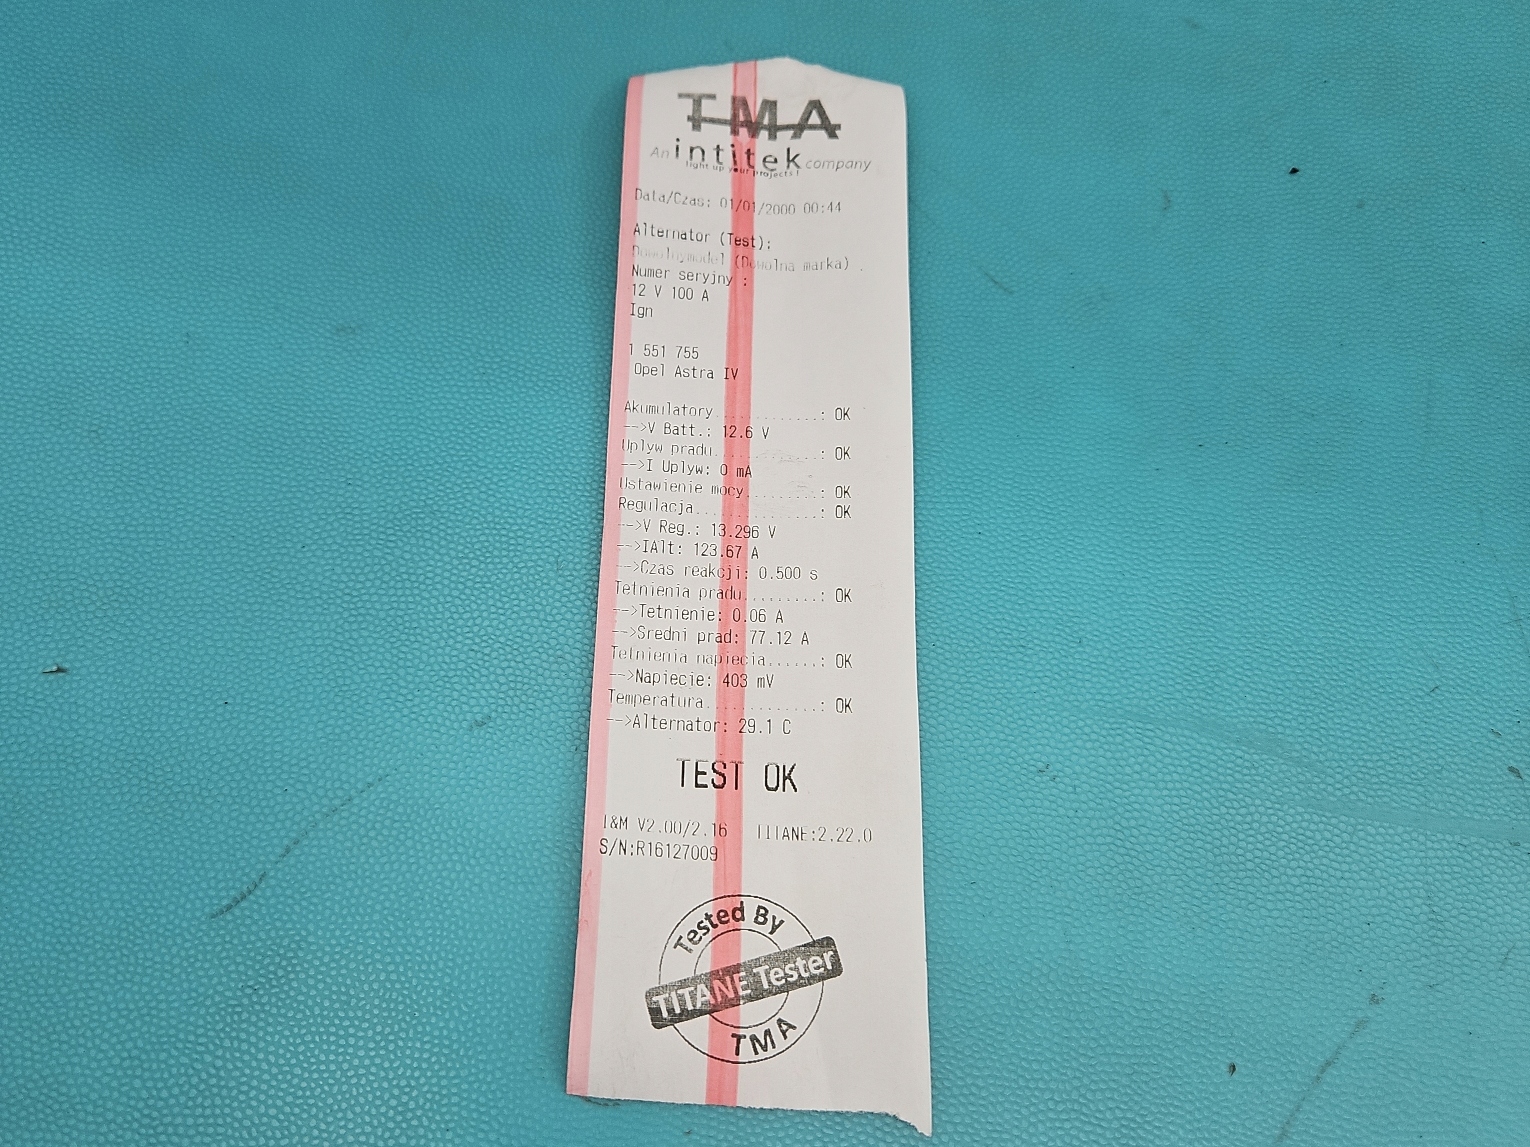 TMA
An intitek company
light up your projects !
Data/Czas: 01/01/2000 00:44
Alternator (Test):
Dowolnymodel (Dowolna marka)
Numer seryjny :
12 V 100 A
Ign
1 551 755
Opel Astra IV
Akumulatory............: OK
-->V Batt.: 12.6 V
Uplyw pradu............: OK
-->I Uplyw: 0 mA
Ustawienie mocy........: OK
Regulacja..............: OK
-->V Reg.: 13.296 V
-->IAlt: 123.67 A
-->Czas reakcji: 0.500 s
Tetnienia pradu........: OK
-->Tetnienie: 0.06 A
-->Sredni prad: 77.12 A
Tetnienia napiecia.....: OK
-->Napiecie: 403 mV
Temperatura............: OK
-->Alternator: 29.1 C
TEST OK
I&M V2.00/2.16 TITANE:2.22.0
S/N:R16127009
Tested By
TITANE Tester
TMA